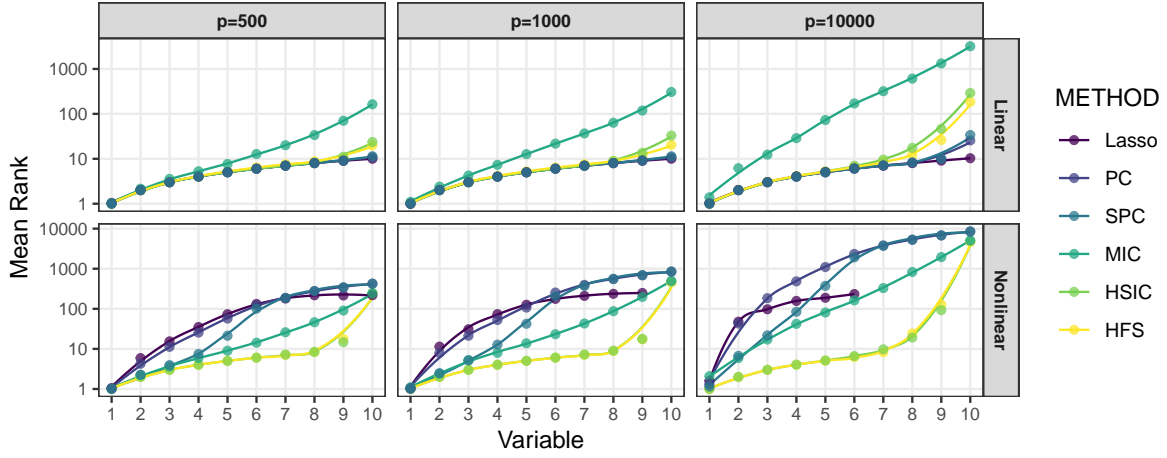 p=500 p=1000 p=10000
Mean Rank
1000
100
10
1
Linear
10000
1000
100
10
1
Nonlinear
1 2 3 4 5 6 7 8 9 10 1 2 3 4 5 6 7 8 9 10 1 2 3 4 5 6 7 8 9 10
Variable
METHOD
Lasso
PC
SPC
MIC
HSIC
HFS